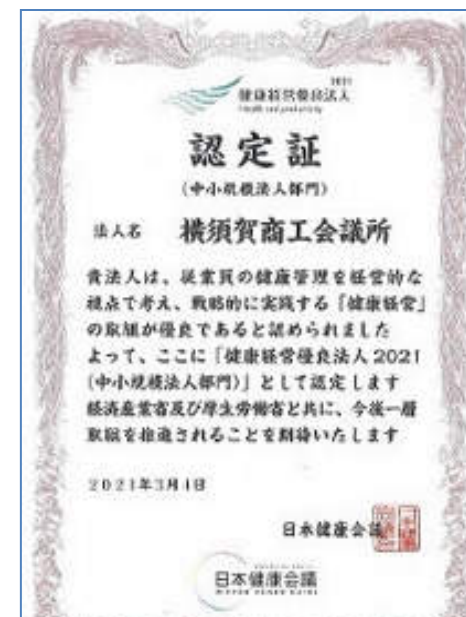 2021
健康経営優良法人
Health and productivity
認定証
(中小規模法人部門)
法人名 横須賀商工会議所
貴法人は、従業員の健康管理を経営的な
視点で考え、戦略的に実践する「健康経営」
の取組が優良であると認められました
よって、ここに「健康経営優良法人2021
(中小規模法人部門)」として認定します
経済産業省及び厚生労働省と共に、今後一層
取組を推進されることを期待いたします
2021年3月4日
日本健康会議
日本健康会議